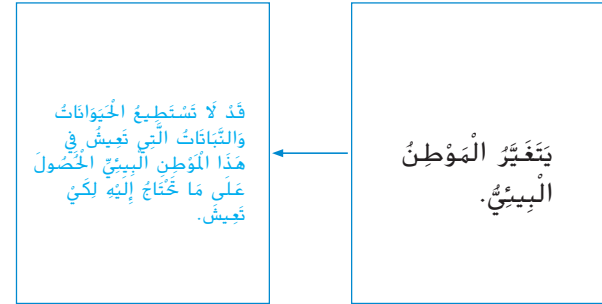 يَتَغَيَّرُ الْمَوْطِنُ
الْبِيئِيُّ.
قَدْ لَا تَسْتَطِيعُ الْحَيَوَانَاتُ
وَالنَّبَاتَاتُ الَّتِي تَعِيشُ فِي
هَذَا الْمَوْطِنِ الْبِيئِيِّ الْحُصُولَ
عَلَى مَا تَحْتَاجُ إِلَيْهِ لِكَيْ
تَعِيشَ.